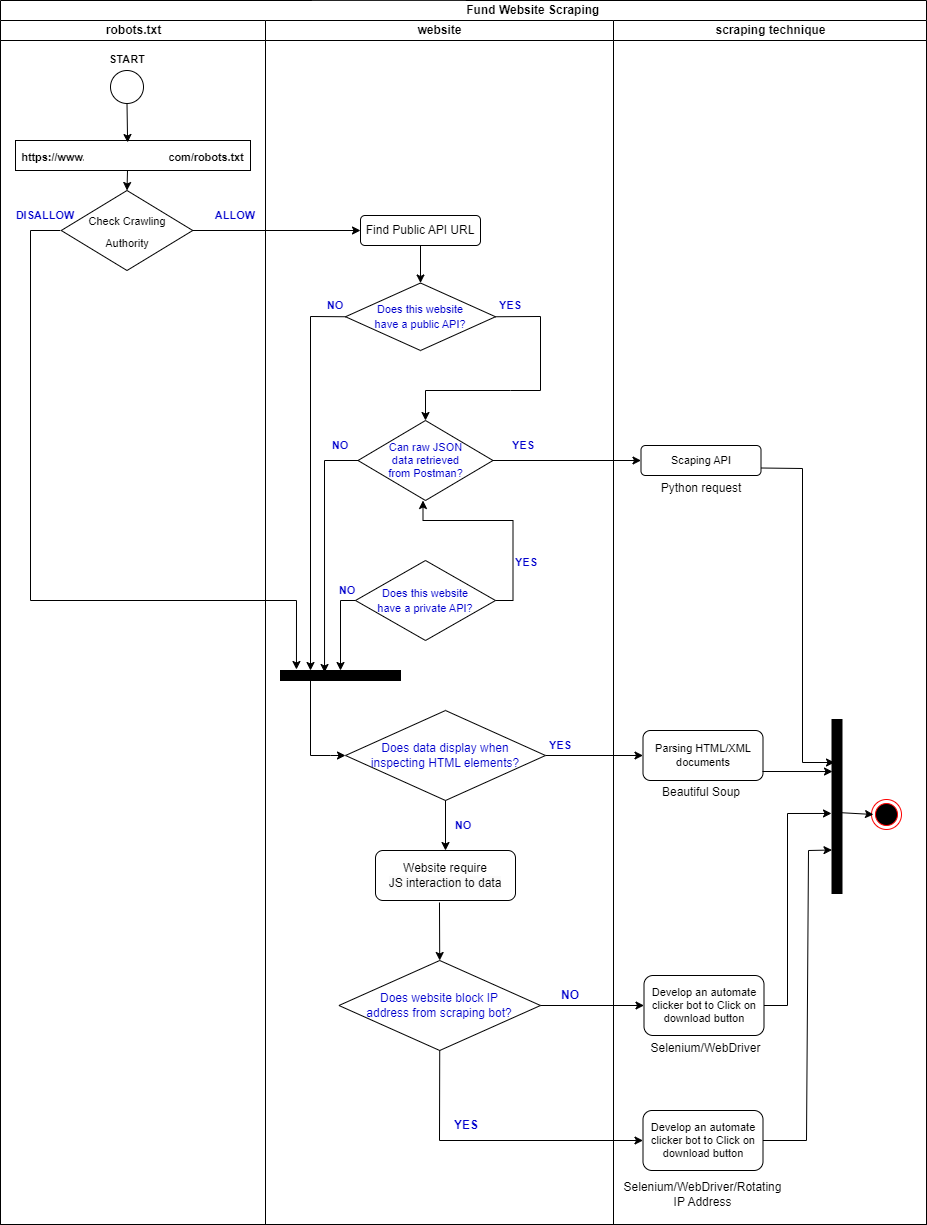 Fund Website Scraping
robots.txt
website
scraping technique
START
https://www.
com/robots.txt
DISALLOW
Check Crawling
Authority
ALLOW
Find Public API URL
NO
Does this website
have a public API?
YES
NO
Can raw JSON
data retrieved
from Postman?
YES
Scaping API
Python request
YES
NO
Does this website
have a private API?
Does data display when
inspecting HTML elements?
YES
Parsing HTML/XML
documents
Beautiful Soup
NO
Website require
JS interaction to data
Does website block IP
address from scraping bot?
NO
Develop an automate
clicker bot to Click on
download button
Selenium/WebDriver
YES
Develop an automate
clicker bot to Click on
download button
Selenium/WebDriver/Rotating
IP Address